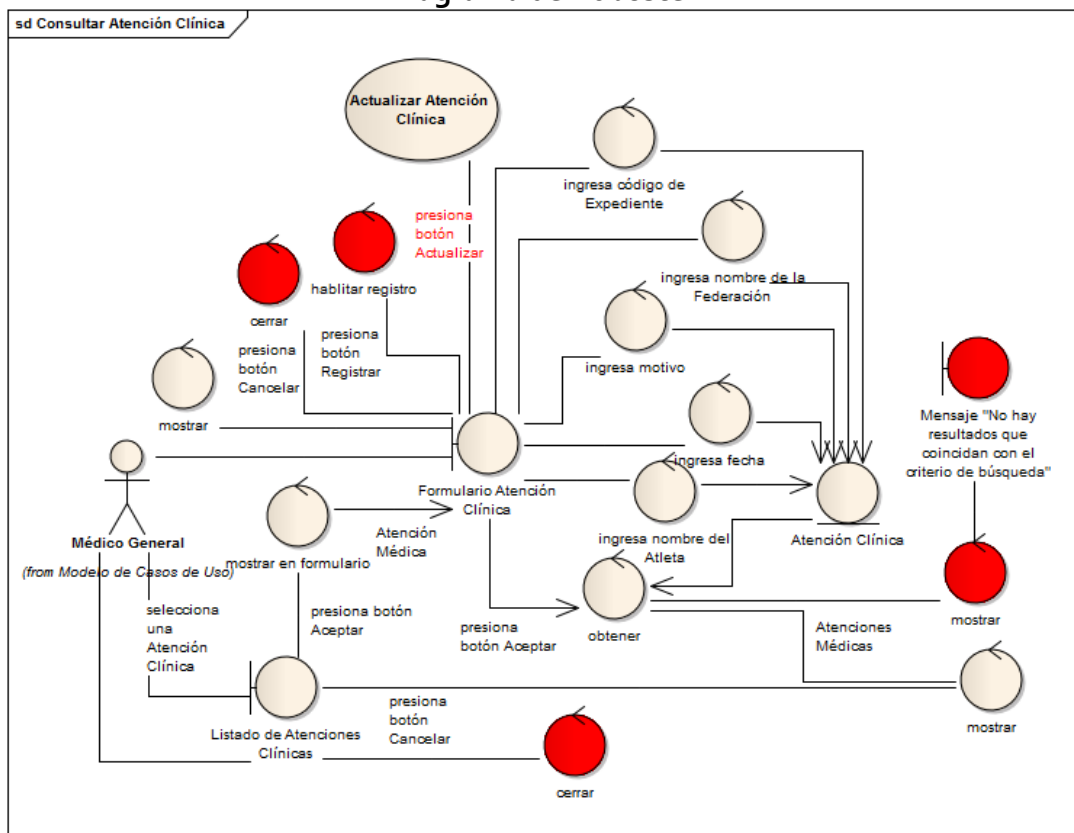 sd Consultar Atención Clínica
Actualizar Atención
Clínica
ingresa código de
Expediente
presiona
botón
Actualizar
hablitar registro
ingresa nombre de la
Federación
cerrar
presiona
botón
Cancelar
presiona
botón
Registrar
ingresa motivo
mostrar
Mensaje "No hay
resultados que
coincidan con el
criterio de búsqueda"
ingresa fecha
Formulario Atención
Clínica
Médico General
(from Modelo de Casos de Uso)
mostrar en formulario
Atención
Médica
ingresa nombre del
Atleta
Atención Clínica
selecciona
una
Atención
Clínica
presiona botón
Aceptar
presiona
botón Aceptar
obtener
Atenciones
Médicas
mostrar
Listado de Atenciones
Clínicas
presiona
botón
Cancelar
mostrar
cerrar